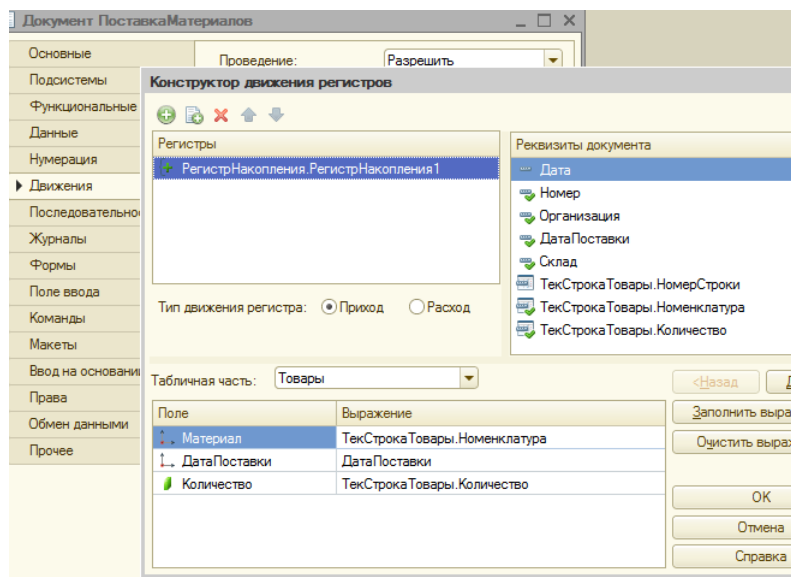 Документ ПоставкаМатериалов
Основные
Подсистемы
Функциональные
Данные
Нумерация
Движения
Последовательно
Журналы
Формы
Поле ввода
Команды
Макеты
Ввод на основани
Права
Обмен данными
Прочее
Проведение: Разрешить
Конструктор движения регистров
Регистры
РегистрНакопления.РегистрНакопления1
Реквизиты документа
Дата
Номер
Организация
ДатаПоставки
Склад
ТекСтрокаТовары.НомерСтроки
ТекСтрокаТовары.Номенклатура
ТекСтрокаТовары.Количество
Тип движения регистра: Приход Расход
Табличная часть: Товары
Поле Выражение
Материал ТекСтрокаТовары.Номенклатура
ДатаПоставки ДатаПоставки
Количество ТекСтрокаТовары.Количество
<Назад
Заполнить выра
Очистить выраж
OK
Отмена
Справка